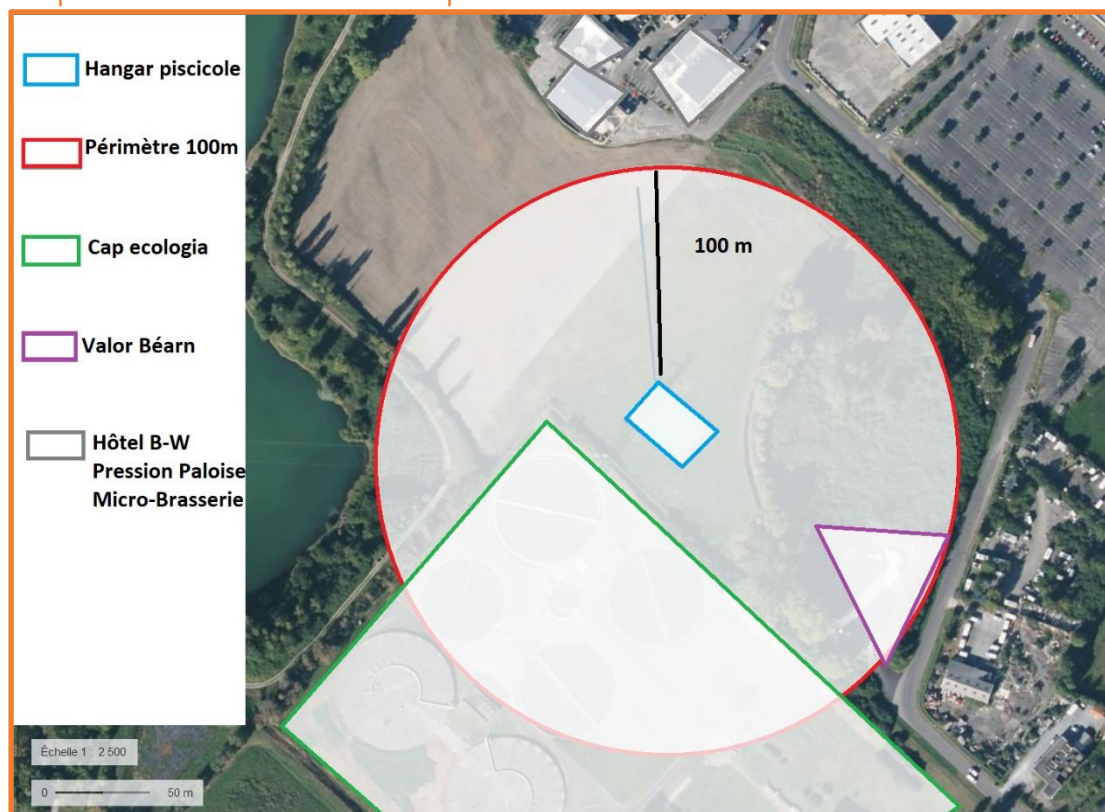 Hangar piscicole
Périmètre 100m
Cap ecologia
Valor Béarn
Hôtel B-W
Pression Paloise
Micro-Brasserie
100 m
Échelle 1 : 2 500
0 50 m